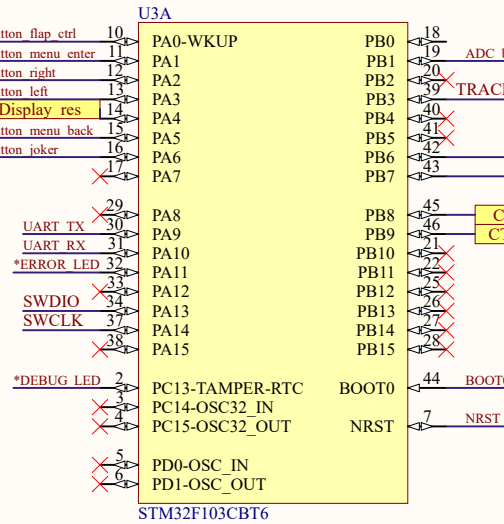 U3A
tton_flap_ctrl 10 PA0-WKUP PB0 18
tton_menu_enter 11 PA1 PB1 19 ADC_
tton_right 12 PA2 PB2 20
tton_left 13 PA3 PB3 39 TRAC
Display_res 14 PA4 PB4 40
tton_menu_back 15 PA5 PB5 41
tton_joker 16 PA6 PB6 42
17 PA7 PB7 43
29 PA8 PB8 45 C
UART_TX 30 PA9 PB9 46 CT
UART_RX 31 PA10 PB10 21
*ERROR_LED 32 PA11 PB11 22
33 PA12 PB12 25
SWDIO 34 PA13 PB13 26
SWCLK 37 PA14 PB14 27
38 PA15 PB15 28
*DEBUG_LED 2 PC13-TAMPER-RTC BOOT0 44 BOOT
3 PC14-OSC32_IN
4 PC15-OSC32_OUT NRST 7 NRST
5 PD0-OSC_IN
6 PD1-OSC_OUT
STM32F103CBT6